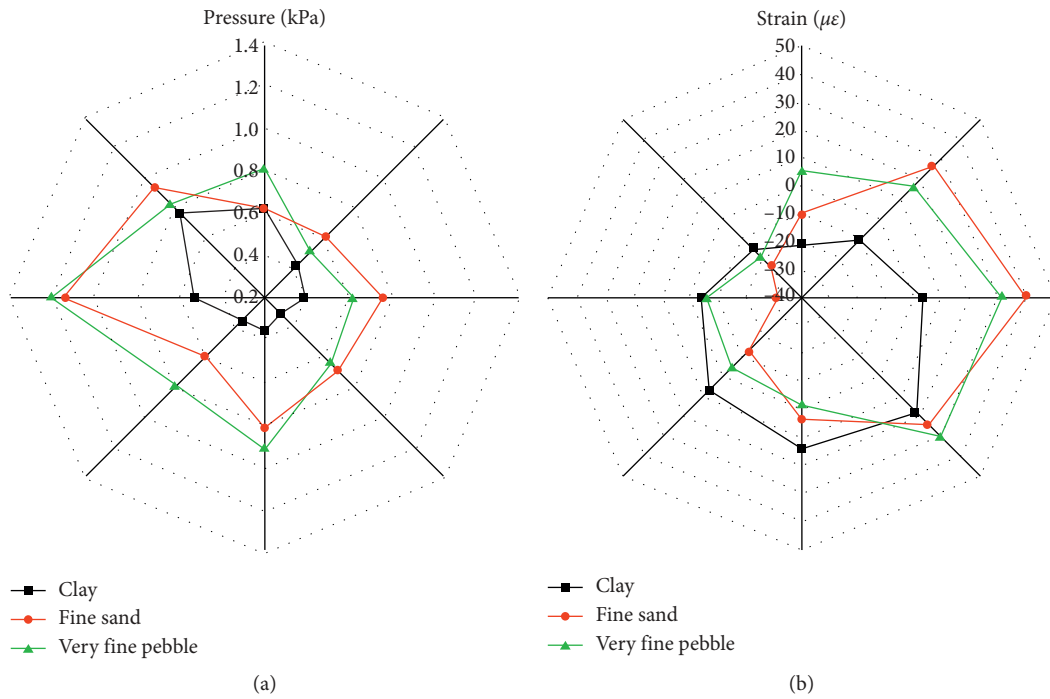 Pressure (kPa)
1.4
1.2
1.0
0.8
0.6
0.4
0.2
Clay
Fine sand
Very fine pebble
(a)
Strain (με)
50
40
30
20
10
0
−10
−20
−30
−40
Clay
Fine sand
Very fine pebble
(b)